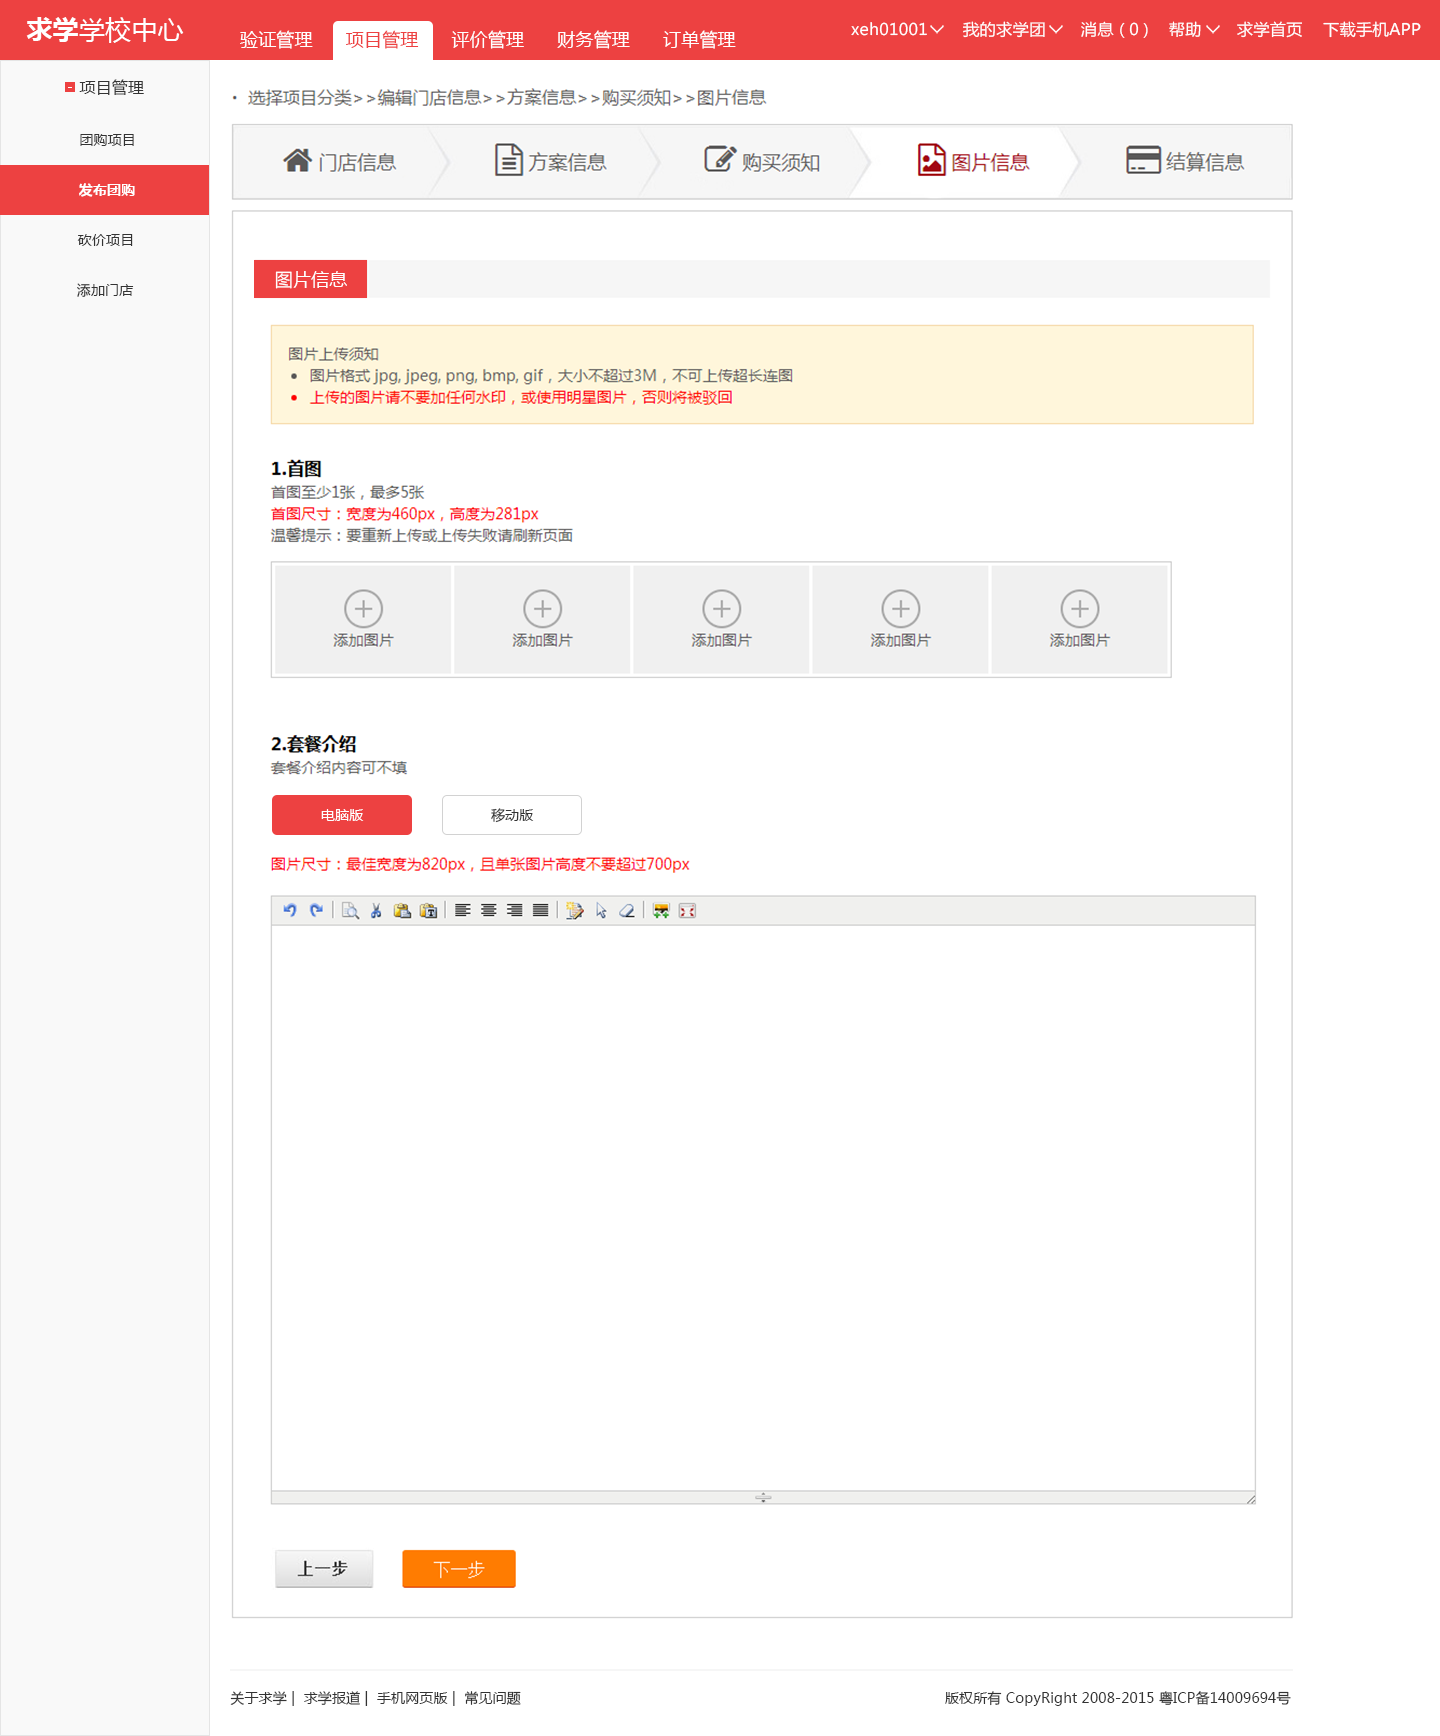 求学学校中心
验证管理 项目管理 评价管理 财务管理 订单管理
xeh01001 我的求学团 消息（0） 帮助 求学首页 下载手机APP
项目管理
团购项目
发布团购
砍价项目
添加门店
· 选择项目分类>>编辑门店信息>>方案信息>>购买须知>>图片信息
门店信息 方案信息 购买须知 图片信息 结算信息
图片信息
图片上传须知
• 图片格式 jpg, jpeg, png, bmp, gif，大小不超过3M，不可上传超长连图
• 上传的图片请不要加任何水印，或使用明星图片，否则将被驳回
1.首图
首图至少1张，最多5张
首图尺寸：宽度为460px，高度为281px
温馨提示：要重新上传或上传失败请刷新页面
添加图片 添加图片 添加图片 添加图片 添加图片
2.套餐介绍
套餐介绍内容可不填
电脑版 移动版
图片尺寸：最佳宽度为820px，且单张图片高度不要超过700px
上一步 下一步
关于求学 | 求学报道 | 手机网页版 | 常见问题
版权所有 CopyRight 2008-2015 粤ICP备14009694号